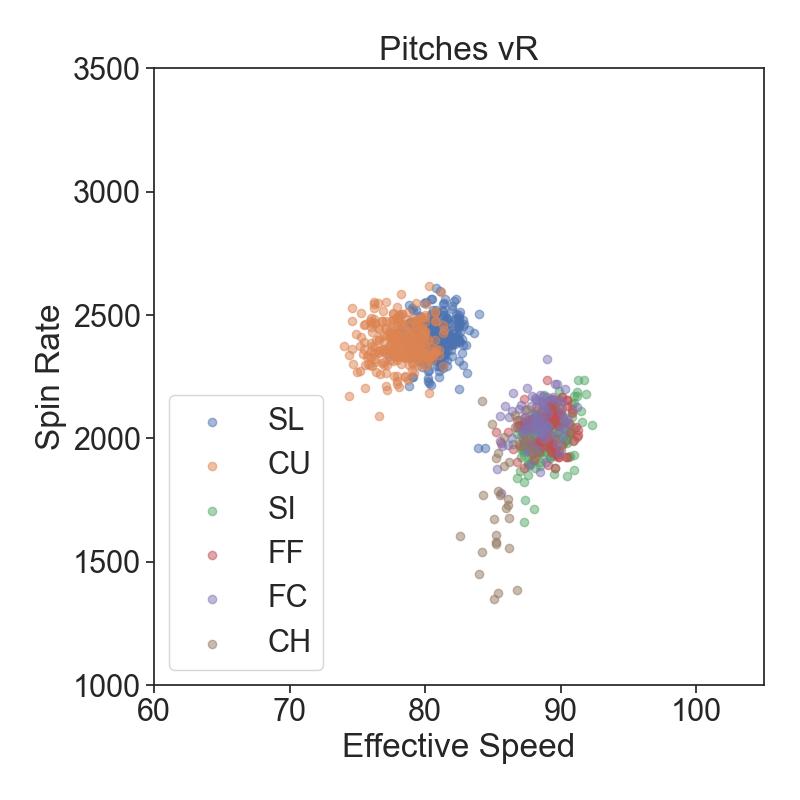 Pitches vR
3500
3000
2500
2000
1500
1000
Spin Rate
SL
CU
SI
FF
FC
CH
60 70 80 90 100
Effective Speed